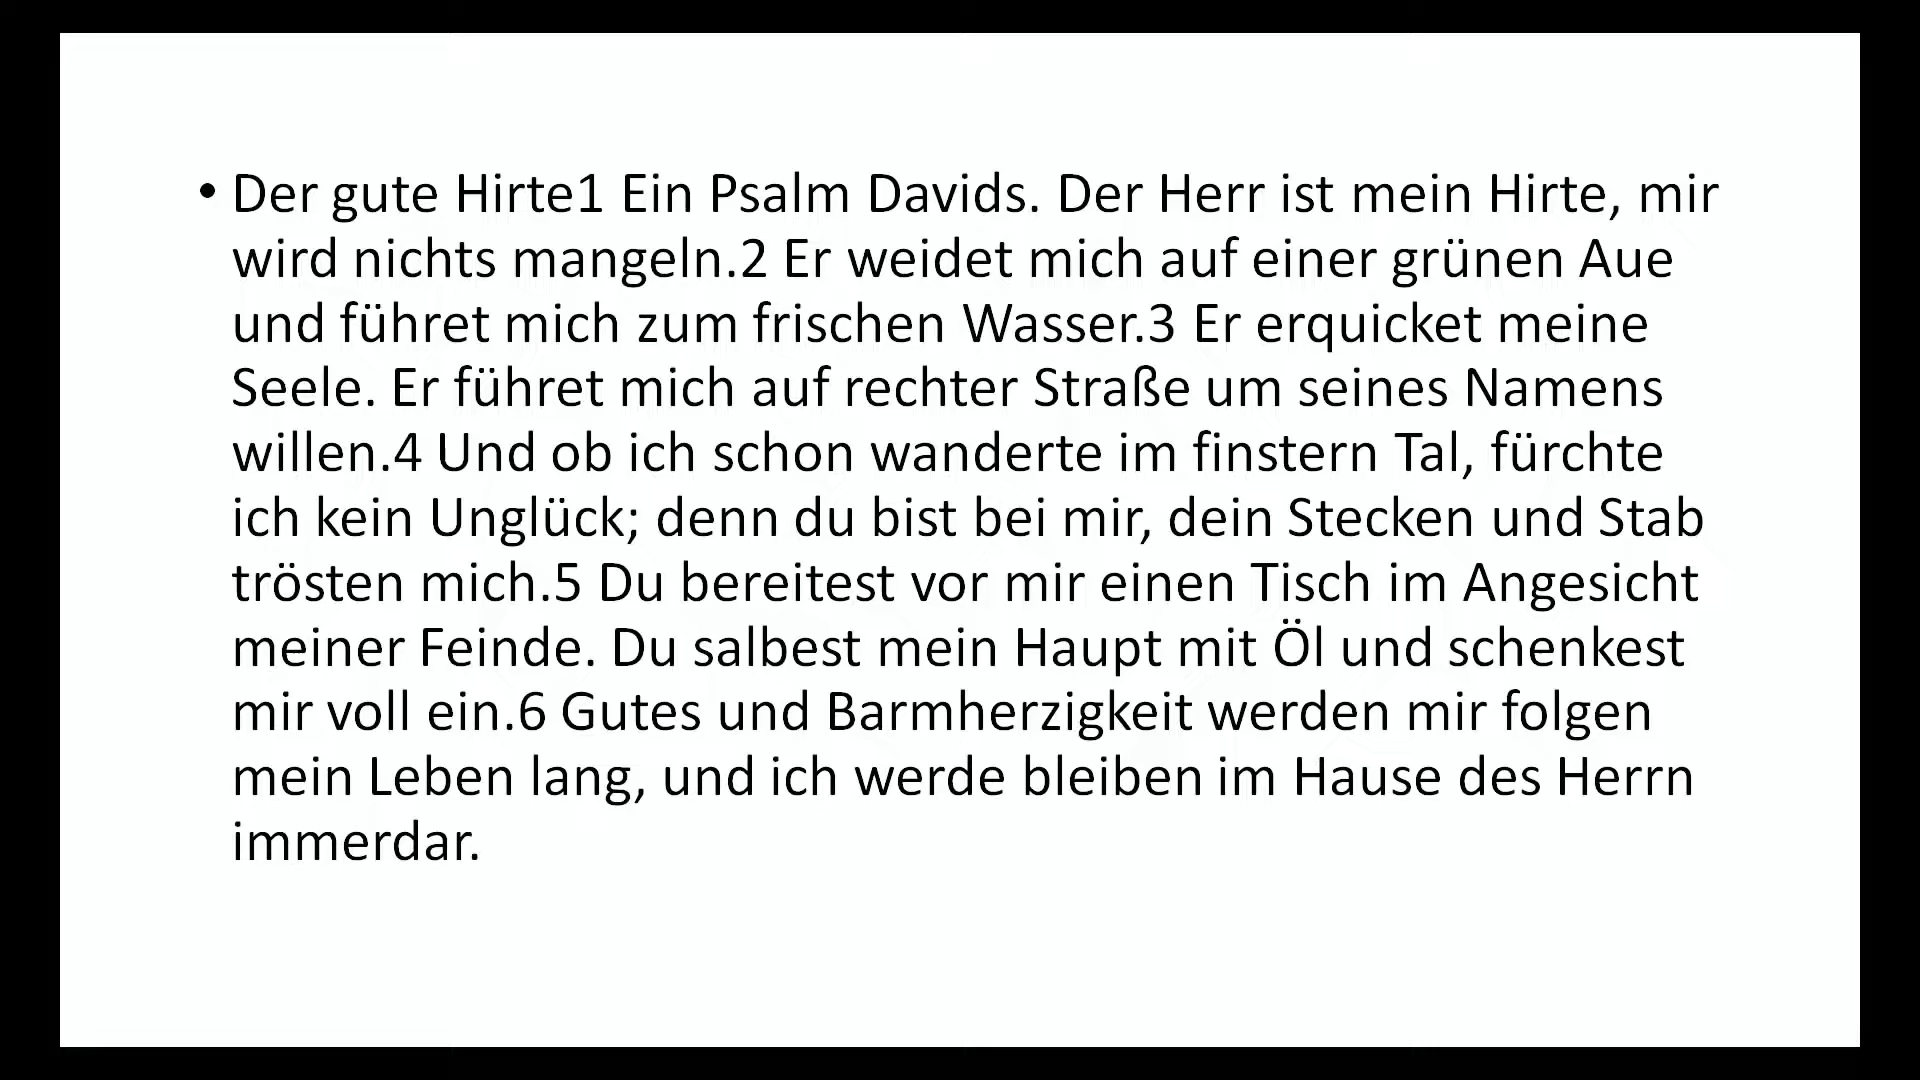 • Der gute Hirte1 Ein Psalm Davids. Der Herr ist mein Hirte, mir
wird nichts mangeln.2 Er weidet mich auf einer grünen Aue
und führet mich zum frischen Wasser.3 Er erquicket meine
Seele. Er führet mich auf rechter Straße um seines Namens
willen.4 Und ob ich schon wanderte im finstern Tal, fürchte
ich kein Unglück; denn du bist bei mir, dein Stecken und Stab
trösten mich.5 Du bereitest vor mir einen Tisch im Angesicht
meiner Feinde. Du salbest mein Haupt mit Öl und schenkest
mir voll ein.6 Gutes und Barmherzigkeit werden mir folgen
mein Leben lang, und ich werde bleiben im Hause des Herrn
immerdar.